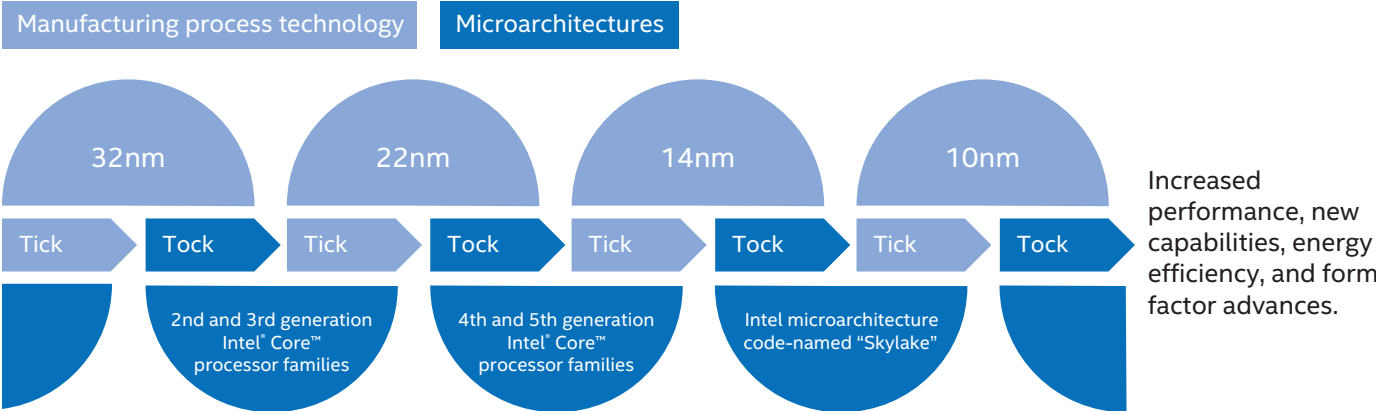 Manufacturing process technology
Microarchitectures
32nm
22nm
14nm
10nm
Tick
Tock
Tick
Tock
Tick
Tock
Tick
Tock
2nd and 3rd generation
Intel® Core™
processor families
4th and 5th generation
Intel® Core™
processor families
Intel microarchitecture
code-named “Skylake”
Increased
performance, new
capabilities, energy
efficiency, and form
factor advances.